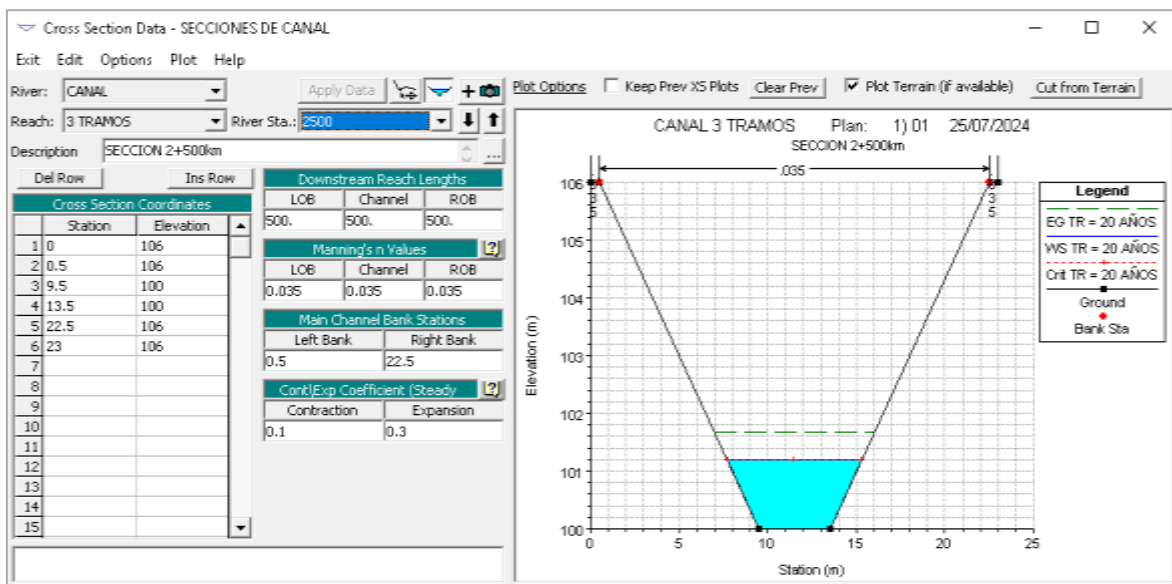 Cross Section Data - SECCIONES DE CANAL
Exit Edit Options Plot Help
River: CANAL Apply Data + Plot Options Keep Prev XS Plots Clear Prev Plot Terrain (if available) Cut from Terrain
Reach: 3 TRAMOS River Sta.: 2500
Description SECCION 2+500km ...
Del Row Ins Row
Cross Section Coordinates
Station Elevation
1 0 106
2 0.5 106
3 9.5 100
4 13.5 100
5 22.5 106
6 23 106
7
8
9
10
11
12
13
14
15
Downstream Reach Lengths
LOB Channel ROB
500. 500. 500.
Manning's n Values ?
LOB Channel ROB
0.035 0.035 0.035
Main Channel Bank Stations
Left Bank Right Bank
0.5 22.5
Cont\Exp Coefficient (Steady ?
Contraction Expansion
0.1 0.3
CANAL 3 TRAMOS Plan: 1) 01 25/07/2024
SECCION 2+500km
.035
106
105
104
103
102
101
100
0 5 10 15 20 25
Elevation (m)
Station (m)
Legend
EG TR = 20 AÑOS
WS TR = 20 AÑOS
Crit TR = 20 AÑOS
Ground
Bank Sta